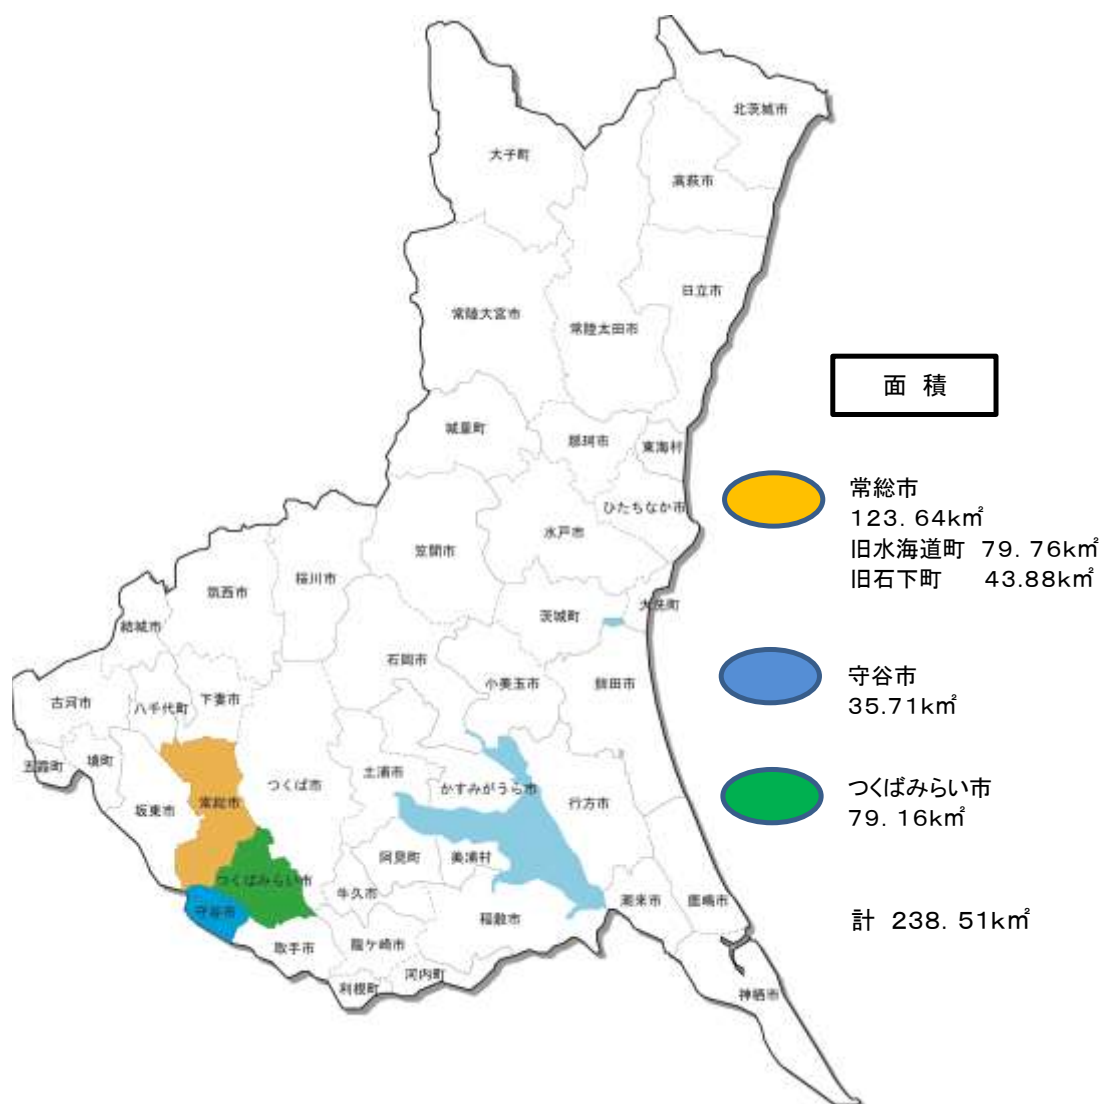 北茨城市
大子町
高萩市
日立市
常陸大宮市
常陸太田市
面 積
城里町
那珂市
東海村
常総市
123.64k㎡
旧水海道町 79.76k㎡
旧石下町 43.88k㎡
ひたちなか市
水戸市
笠間市
桜川市
筑西市
茨城町
大洗町
結城市
石岡市
小美玉市
鉾田市
守谷市
35.71k㎡
古河市
八千代町
下妻市
五霞町
境町
土浦市
つくば市
かすみがうら市
つくばみらい市
79.16k㎡
坂東市
常総市
行方市
阿見町
美浦村
つくばみらい市
牛久市
潮来市
鹿嶋市
守谷市
稲敷市
計 238.51k㎡
取手市
龍ケ崎市
河内町
利根町
神栖市